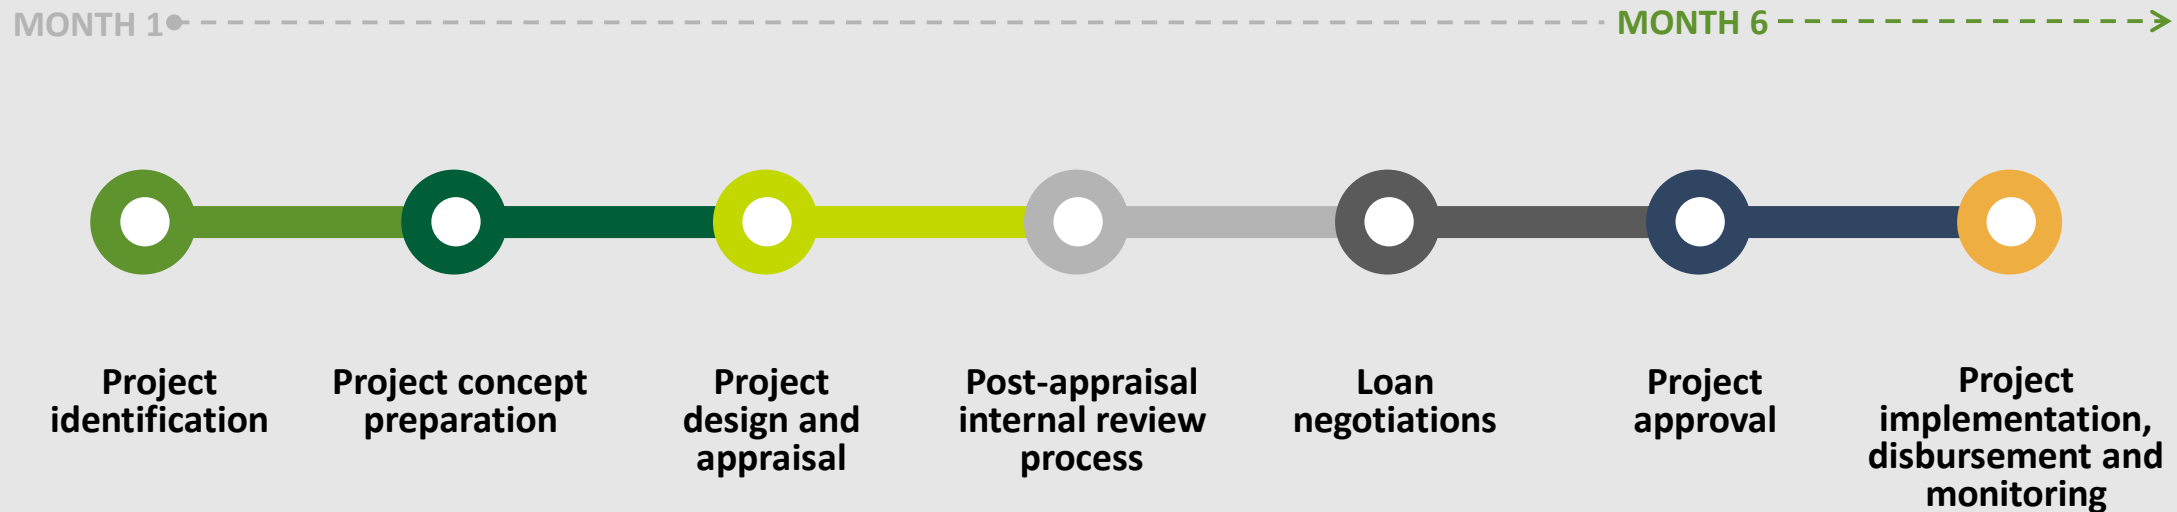 MONTH 1
MONTH 6
Project
identification
Project concept
preparation
Project
design and
appraisal
Post-appraisal
internal review
process
Loan
negotiations
Project
approval
Project
implementation,
disbursement and
monitoring